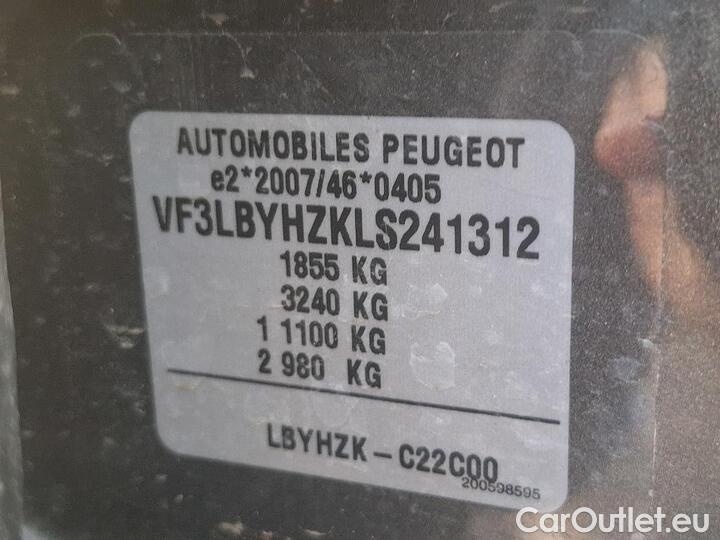 AUTOMOBILES PEUGEOT
e2*2007/46*0405
VF3LBYHZKLS241312
1855 KG
3240 KG
1 1100 KG
2 980 KG
LBYHZK - C22C00
200598595
CarOutlet.eu